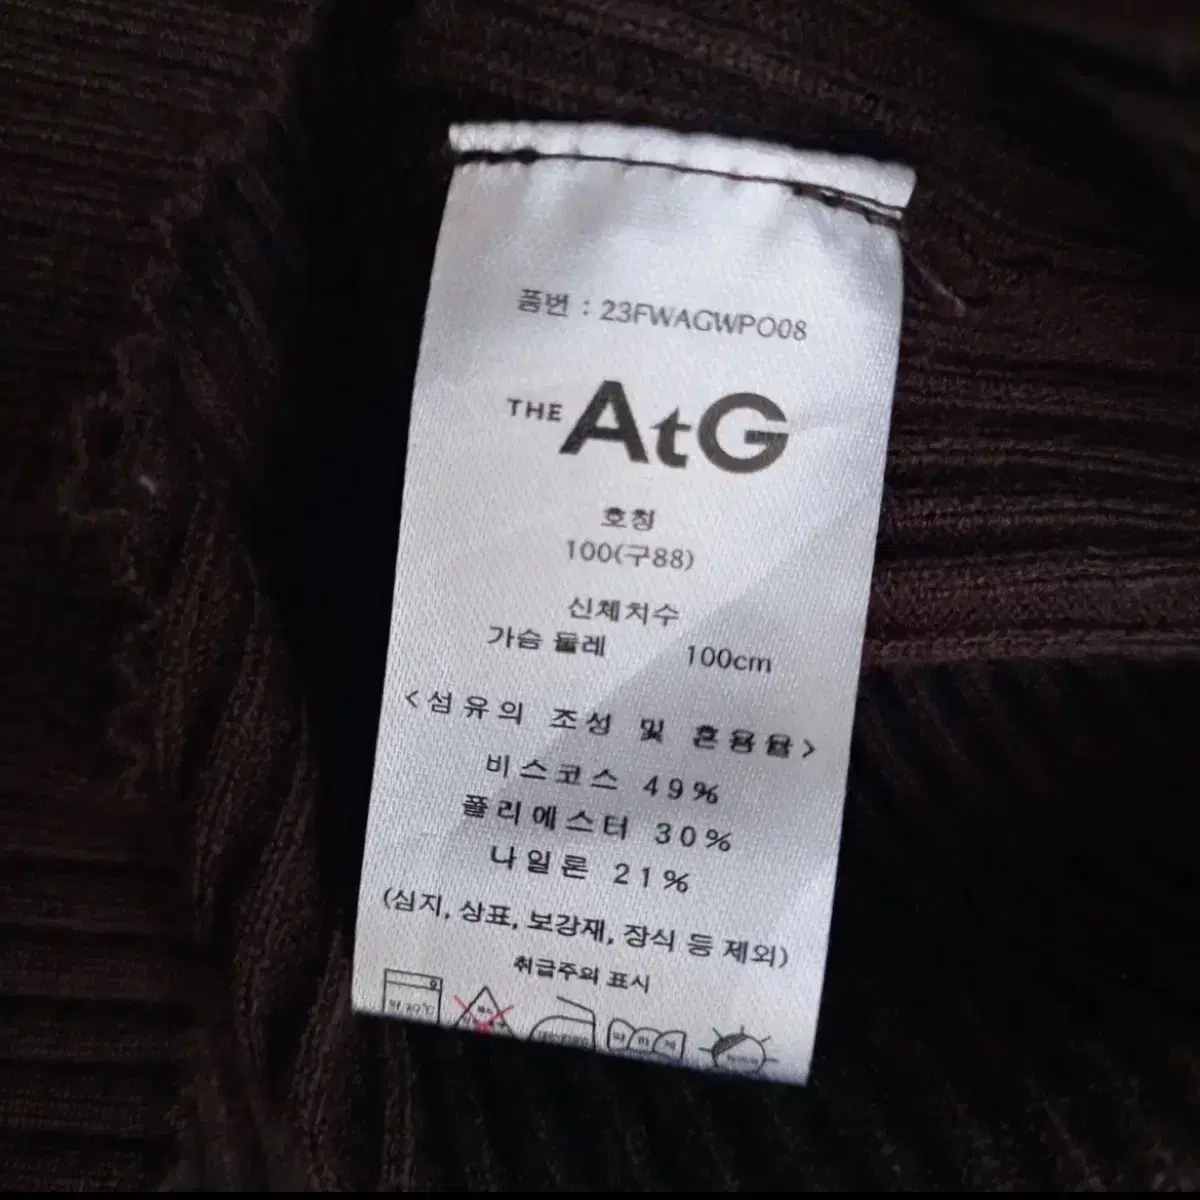 품번 : 23FWAGWPO08
THE AtG
호칭
100(구88)
신체치수
가슴 둘레 100cm
<섬유의 조성 및 혼용율>
비스코스 49%
폴리에스터 30%
나일론 21%
(심지, 상표, 보강재, 장식 등 제외)
취급주의 표시